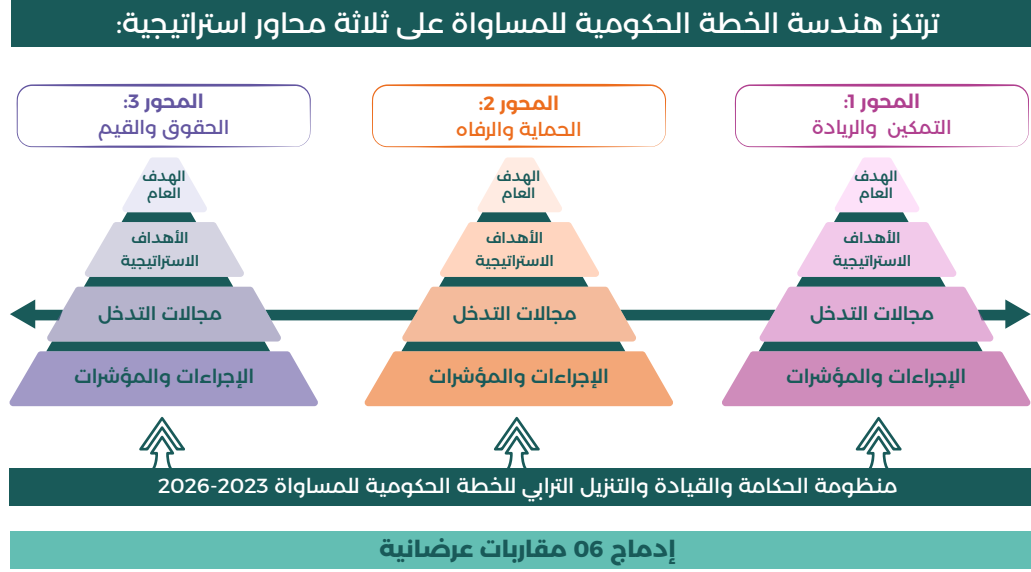 ترتكز هندسة الخطة الحكومية للمساواة على ثلاثة محاور استراتيجية:
المحور 1:
التمكين والريادة
الهدف
العام
الأهداف
الاستراتيجية
مجالات التدخل
الإجراءات والمؤشرات
المحور 2:
الحماية والرفاه
الهدف
العام
الأهداف
الاستراتيجية
مجالات التدخل
الإجراءات والمؤشرات
المحور 3:
الحقوق والقيم
الهدف
العام
الأهداف
الاستراتيجية
مجالات التدخل
الإجراءات والمؤشرات
منظومة الحكامة والقيادة والتنزيل الترابي للخطة الحكومية للمساواة 2023-2026
إدماج 06 مقاربات عرضانية